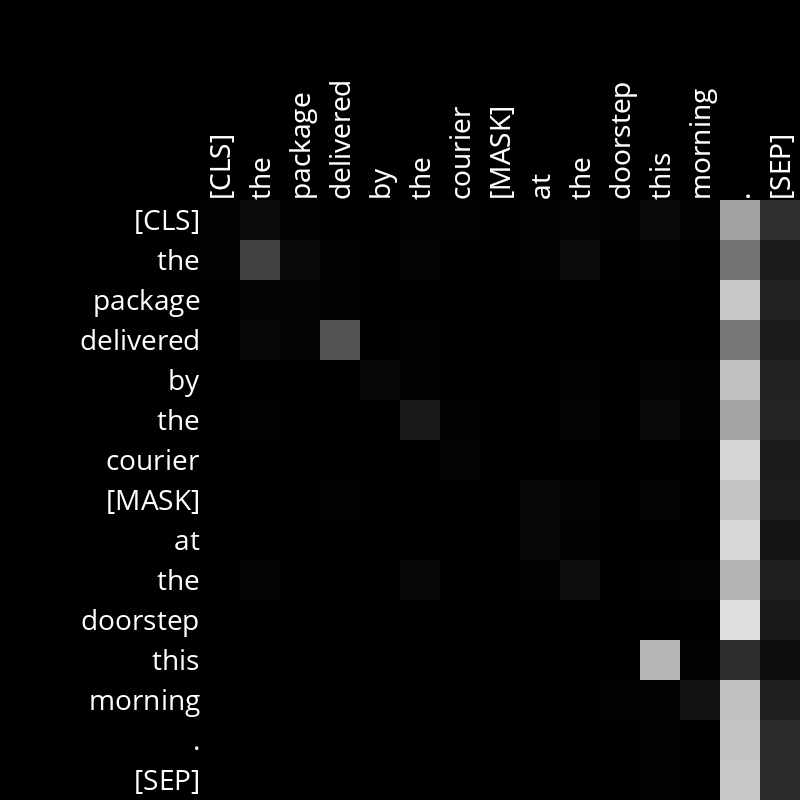 [CLS] the package delivered by the courier [MASK] at the doorstep this morning . [SEP]
[CLS]
the
package
delivered
by
the
courier
[MASK]
at
the
doorstep
this
morning
.
[SEP]